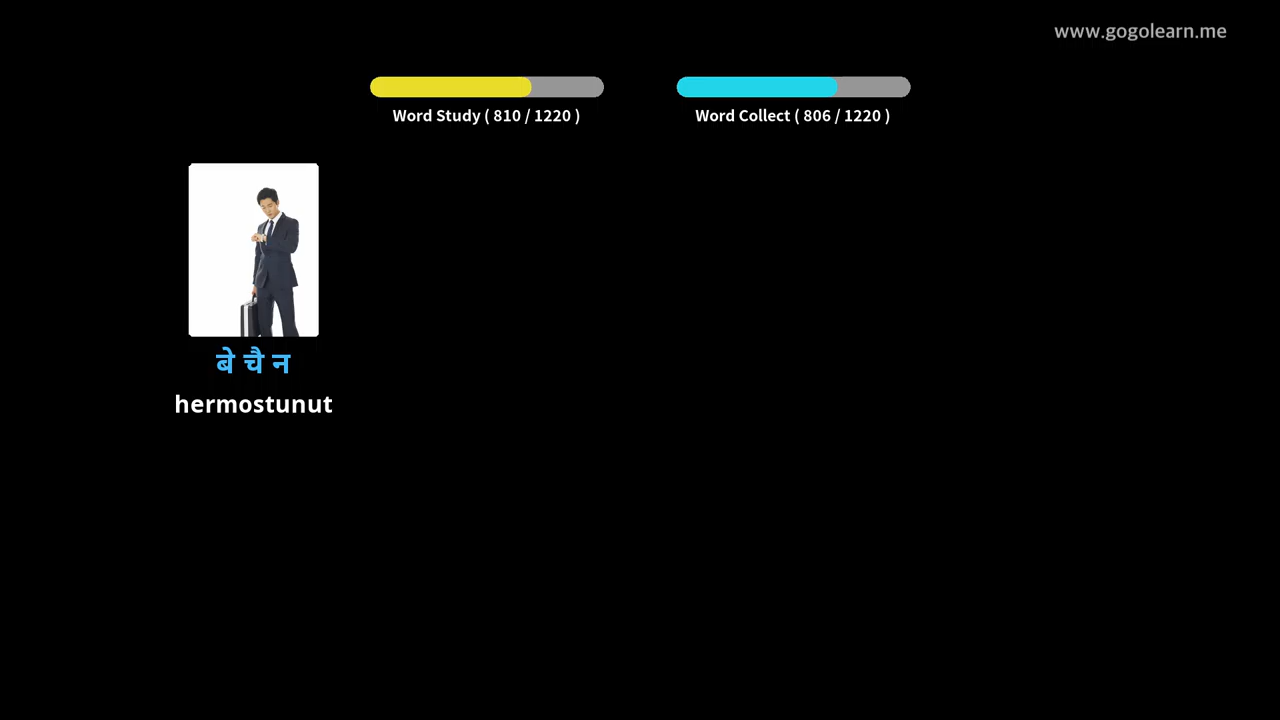 www.gogolearn.me
Word Study ( 810 / 1220 )
Word Collect ( 806 / 1220 )
बे चै न
hermostunut